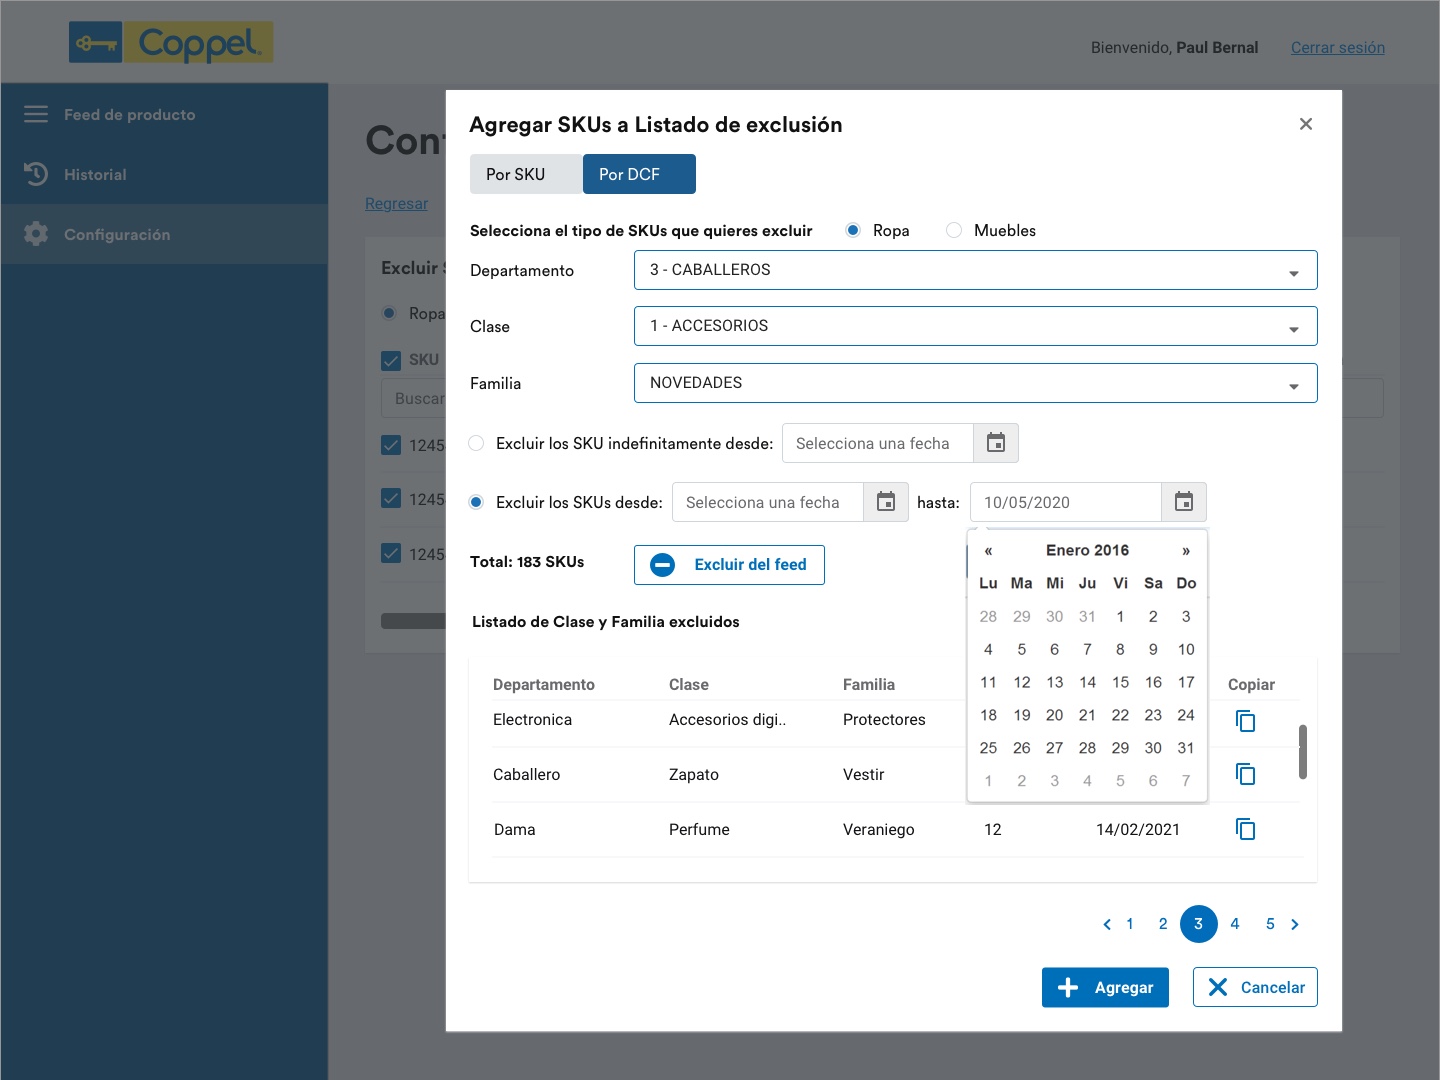 Coppel.
Bienvenido, Paul Bernal
Cerrar sesión
Feed de producto
Historial
Configuración
Regresar
SKU
Agregar SKUs a Listado de exclusión
Por SKU
Por DCF
Selecciona el tipo de SKUs que quieres excluir
Ropa
Muebles
Departamento
3 - CABALLEROS
Clase
1 - ACCESORIOS
Familia
NOVEDADES
Excluir los SKU indefinitamente desde:
Selecciona una fecha
Excluir los SKUs desde:
Selecciona una fecha
hasta:
10/05/2020
Total: 183 SKUs
Excluir del feed
« Enero 2016 »
Lu Ma Mi Ju Vi Sa Do
28 29 30 31 1 2 3
4 5 6 7 8 9 10
11 12 13 14 15 16 17
18 19 20 21 22 23 24
25 26 27 28 29 30 31
1 2 3 4 5 6 7
Listado de Clase y Familia excluidos
Departamento Clase Familia Copiar
Electronica Accesorios digi.. Protectores
Caballero Zapato Vestir
Dama Perfume Veraniego 12 14/02/2021
1 2 3 4 5
Agregar
Cancelar